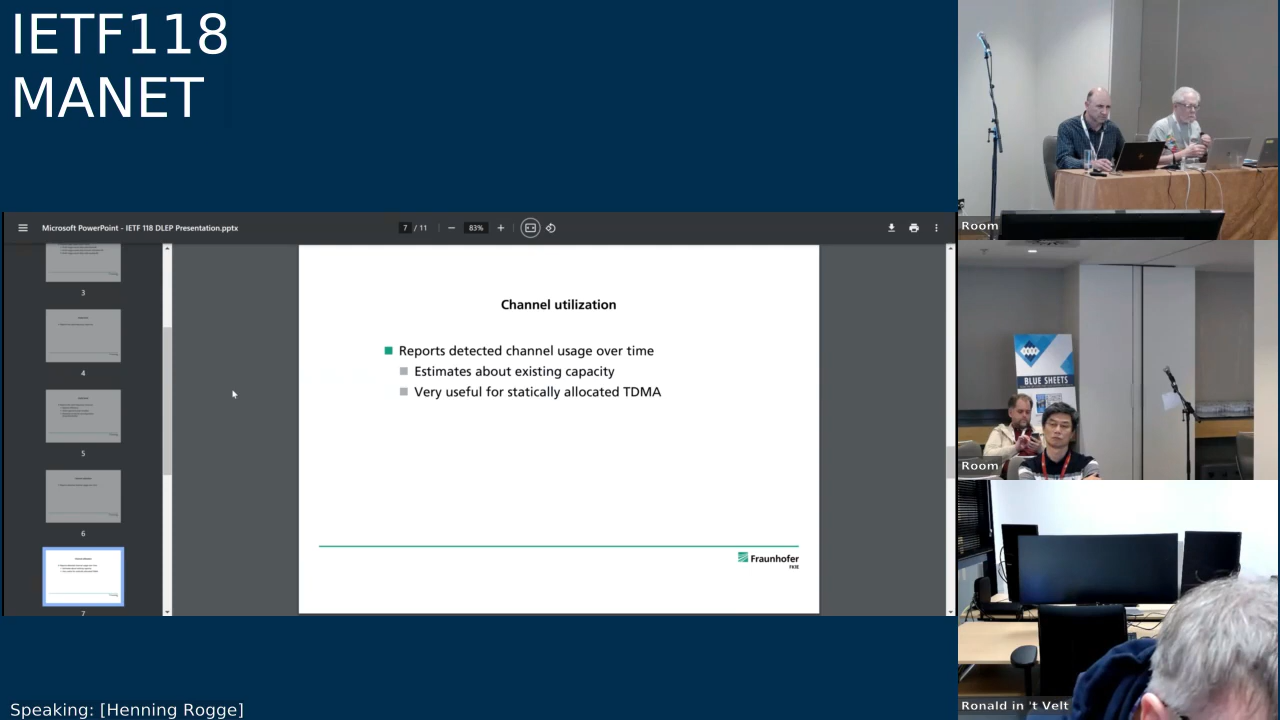 IETF118
MANET
Microsoft PowerPoint - IETF 118 DLEP Presentation.pptx
7 / 11
83%
3
4
5
6
7
Channel utilization
Reports detected channel usage over time
Estimates about existing capacity
Very useful for statically allocated TDMA
Fraunhofer
FKIE
Room
BLUE SHEETS
Room
Ronald in 't Velt
Speaking: [Henning Rogge]